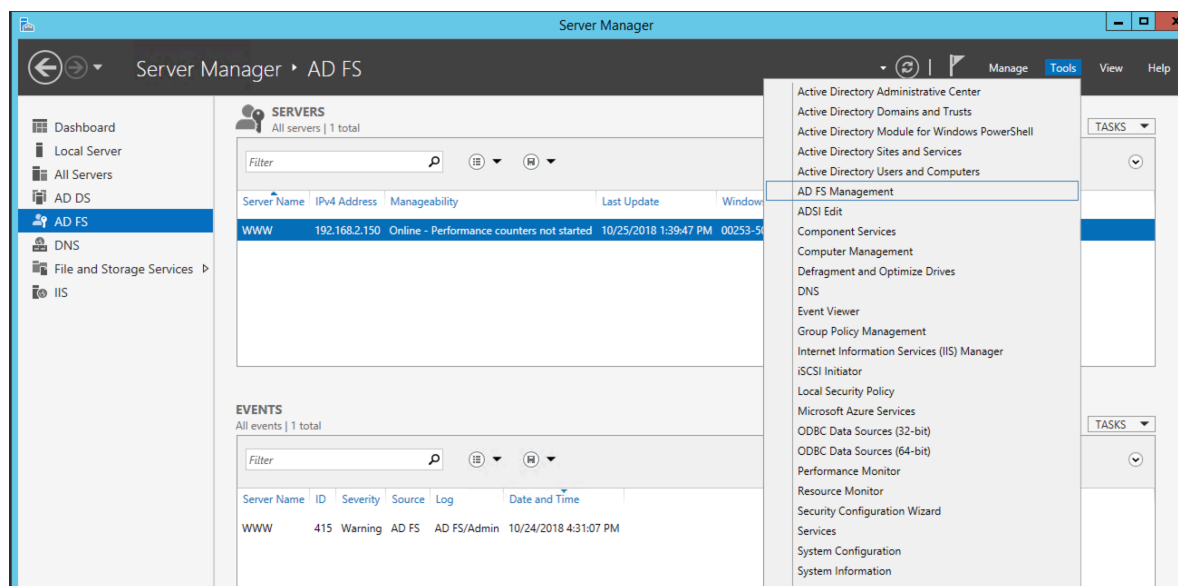 Server Manager
Server Manager ‣ AD FS
Manage Tools View Help
Dashboard
Local Server
All Servers
AD DS
AD FS
DNS
File and Storage Services
IIS
SERVERS
All servers | 1 total
TASKS
Filter
Server Name IPv4 Address Manageability Last Update Window
WWW 192.168.2.150 Online - Performance counters not started 10/25/2018 1:39:47 PM 00253-50
EVENTS
All events | 1 total
TASKS
Filter
Server Name ID Severity Source Log Date and Time
WWW 415 Warning AD FS AD FS/Admin 10/24/2018 4:31:07 PM
Active Directory Administrative Center
Active Directory Domains and Trusts
Active Directory Module for Windows PowerShell
Active Directory Sites and Services
Active Directory Users and Computers
AD FS Management
ADSI Edit
Component Services
Computer Management
Defragment and Optimize Drives
DNS
Event Viewer
Group Policy Management
Internet Information Services (IIS) Manager
iSCSI Initiator
Local Security Policy
Microsoft Azure Services
ODBC Data Sources (32-bit)
ODBC Data Sources (64-bit)
Performance Monitor
Resource Monitor
Security Configuration Wizard
Services
System Configuration
System Information